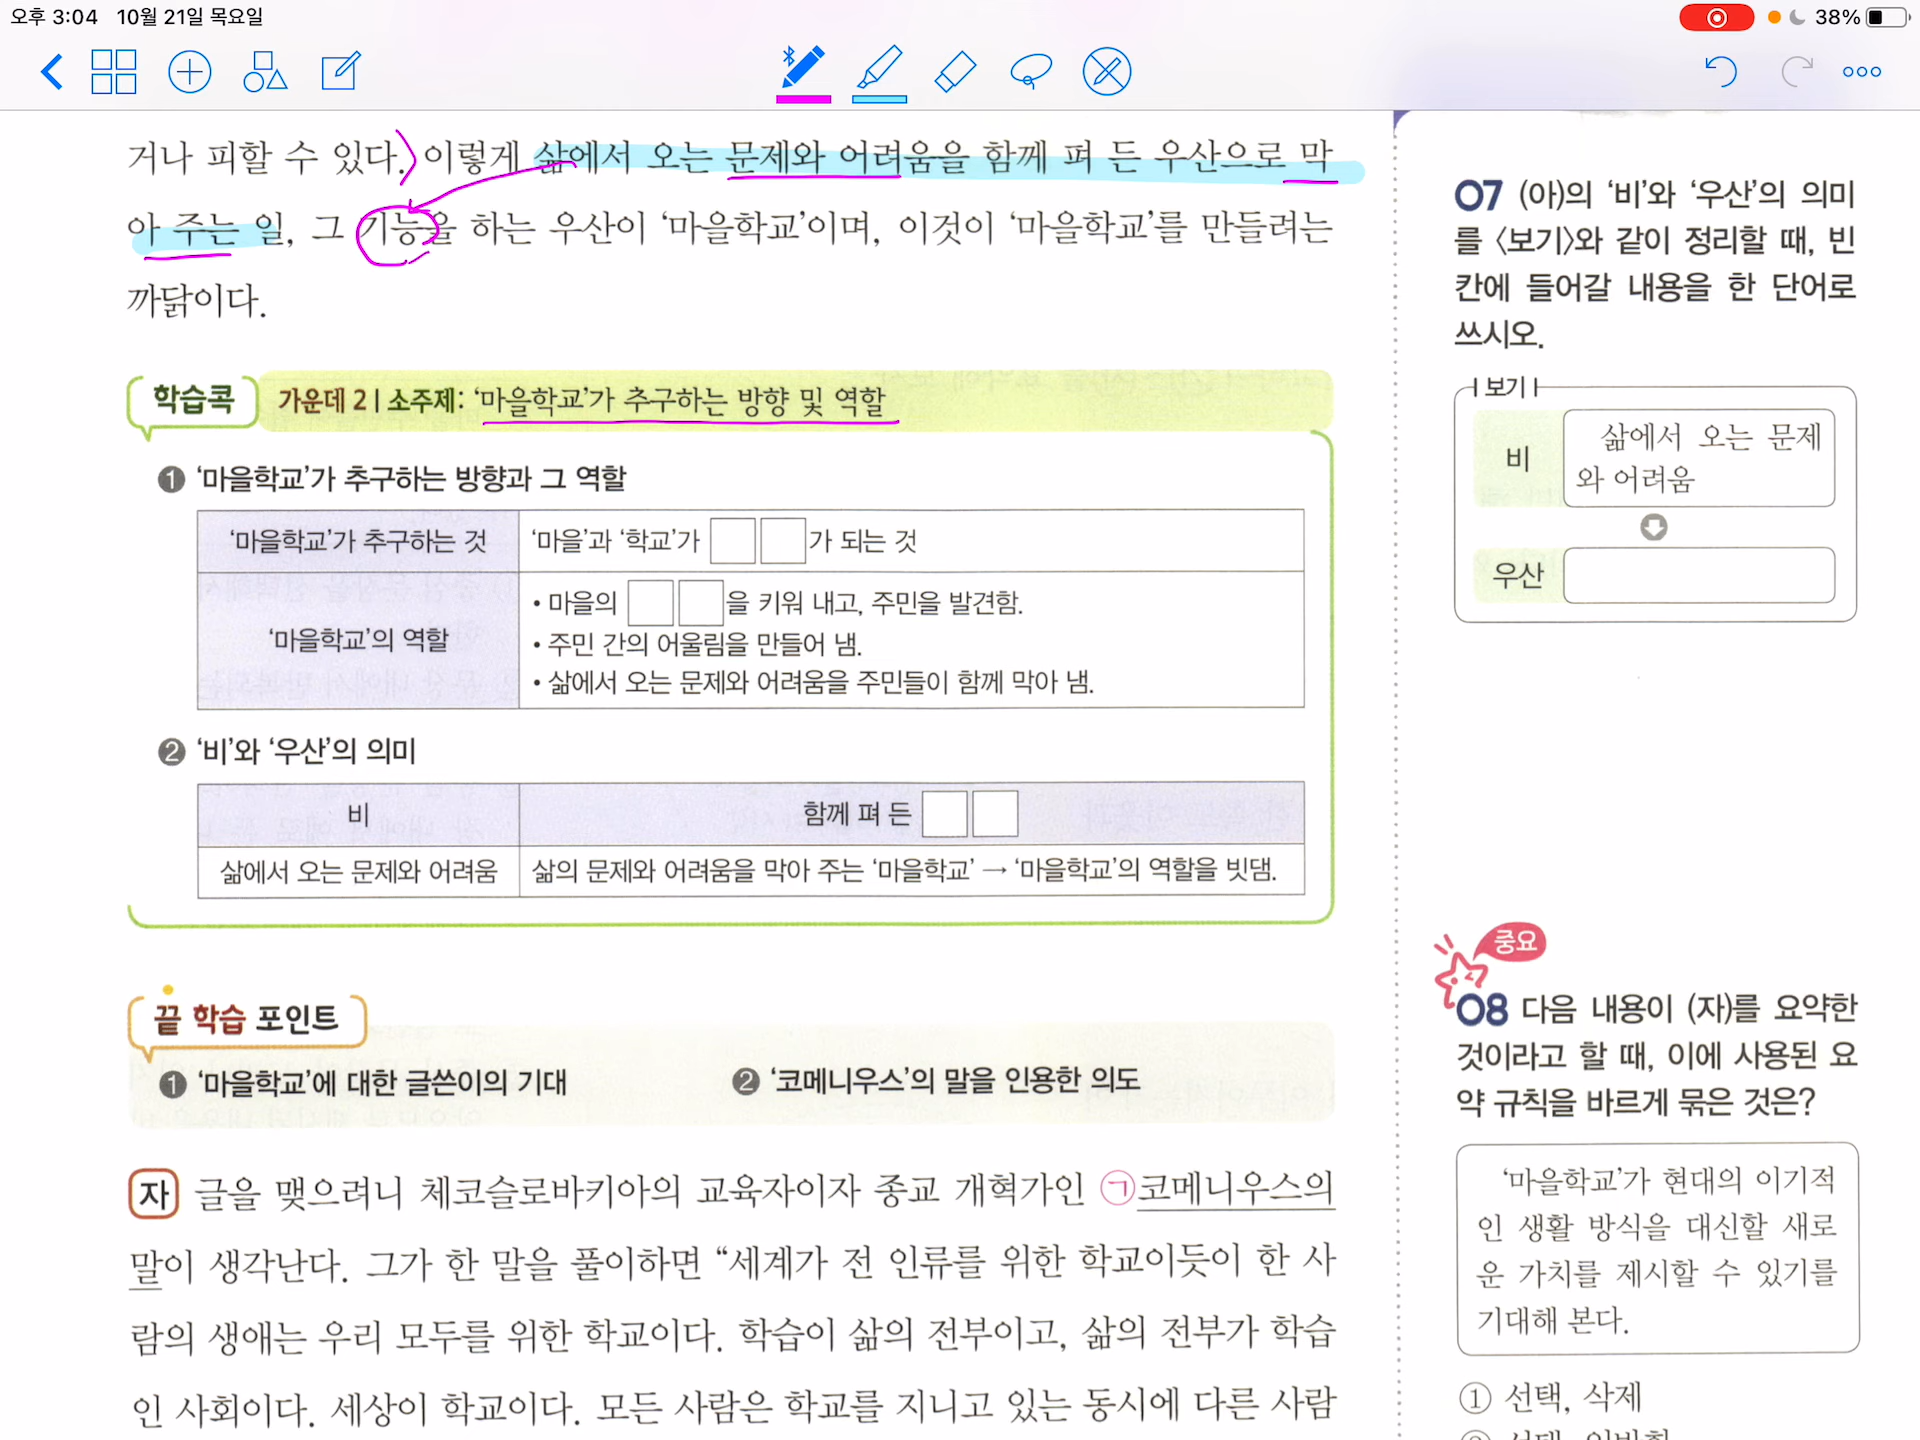 오후 3:04 10월 21일 목요일
38%
거나 피할 수 있다. 이렇게 삶에서 오는 문제와 어려움을 함께 펴 든 우산으로 막
아 주는 일, 그 기능을 하는 우산이 ‘마을학교’이며, 이것이 ‘마을학교’를 만들려는
까닭이다.
학습콕 가운데 2 | 소주제: ‘마을학교’가 추구하는 방향 및 역할
❶ ‘마을학교’가 추구하는 방향과 그 역할
‘마을학교’가 추구하는 것 ‘마을’과 ‘학교’가 □□가 되는 것
‘마을학교’의 역할
• 마을의 □□을 키워 내고, 주민을 발견함.
• 주민 간의 어울림을 만들어 냄.
• 삶에서 오는 문제와 어려움을 주민들이 함께 막아 냄.
❷ ‘비’와 ‘우산’의 의미
비 함께 펴 든 □□
삶에서 오는 문제와 어려움 삶의 문제와 어려움을 막아 주는 ‘마을학교’ → ‘마을학교’의 역할을 빗댐.
끝 학습 포인트
❶ ‘마을학교’에 대한 글쓴이의 기대 ❷ ‘코메니우스’의 말을 인용한 의도
자 글을 맺으려니 체코슬로바키아의 교육자이자 종교 개혁가인 ㉠코메니우스의
말이 생각난다. 그가 한 말을 풀이하면 “세계가 전 인류를 위한 학교이듯이 한 사
람의 생애는 우리 모두를 위한 학교이다. 학습이 삶의 전부이고, 삶의 전부가 학습
인 사회이다. 세상이 학교이다. 모든 사람은 학교를 지니고 있는 동시에 다른 사람
07 (아)의 ‘비’와 ‘우산’의 의미
를 〈보기〉와 같이 정리할 때, 빈
칸에 들어갈 내용을 한 단어로
쓰시오.
보기
비
삶에서 오는 문제
와 어려움
우산
중요
08 다음 내용이 (자)를 요약한
것이라고 할 때, 이에 사용된 요
약 규칙을 바르게 묶은 것은?
‘마을학교’가 현대의 이기적
인 생활 방식을 대신할 새로
운 가치를 제시할 수 있기를
기대해 본다.
① 선택, 삭제